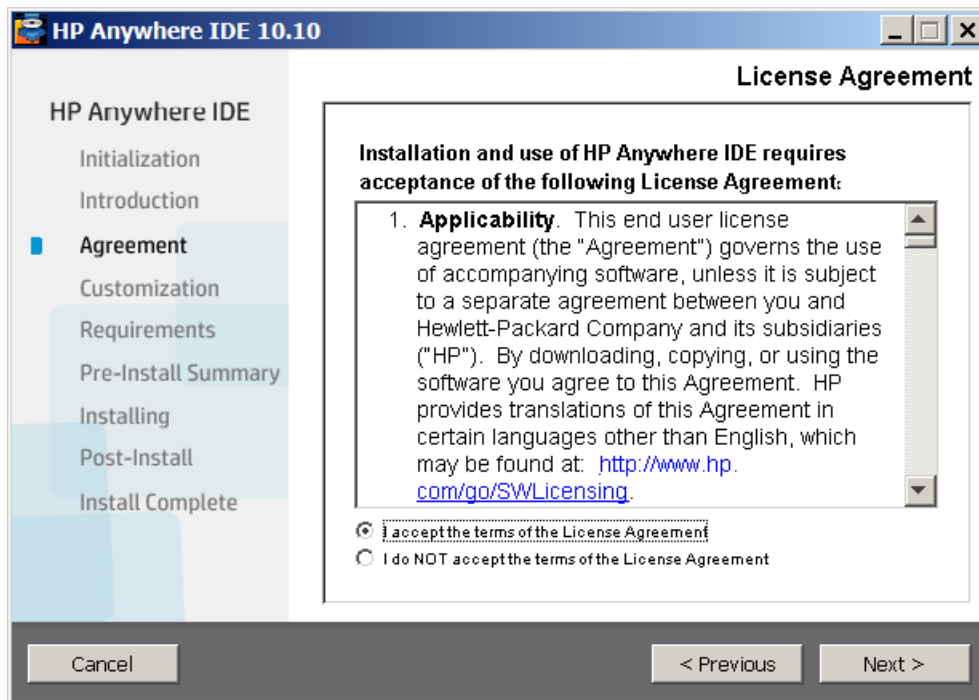 HP Anywhere IDE 10.10
License Agreement
HP Anywhere IDE
Initialization
Introduction
Agreement
Customization
Requirements
Pre-Install Summary
Installing
Post-Install
Install Complete
Installation and use of HP Anywhere IDE requires
acceptance of the following License Agreement:
1. Applicability. This end user license
agreement (the "Agreement") governs the use
of accompanying software, unless it is subject
to a separate agreement between you and
Hewlett-Packard Company and its subsidiaries
("HP"). By downloading, copying, or using the
software you agree to this Agreement. HP
provides translations of this Agreement in
certain languages other than English, which
may be found at: http://www.hp.
com/go/SWLicensing.
I accept the terms of the License Agreement
I do NOT accept the terms of the License Agreement
Cancel
< Previous
Next >